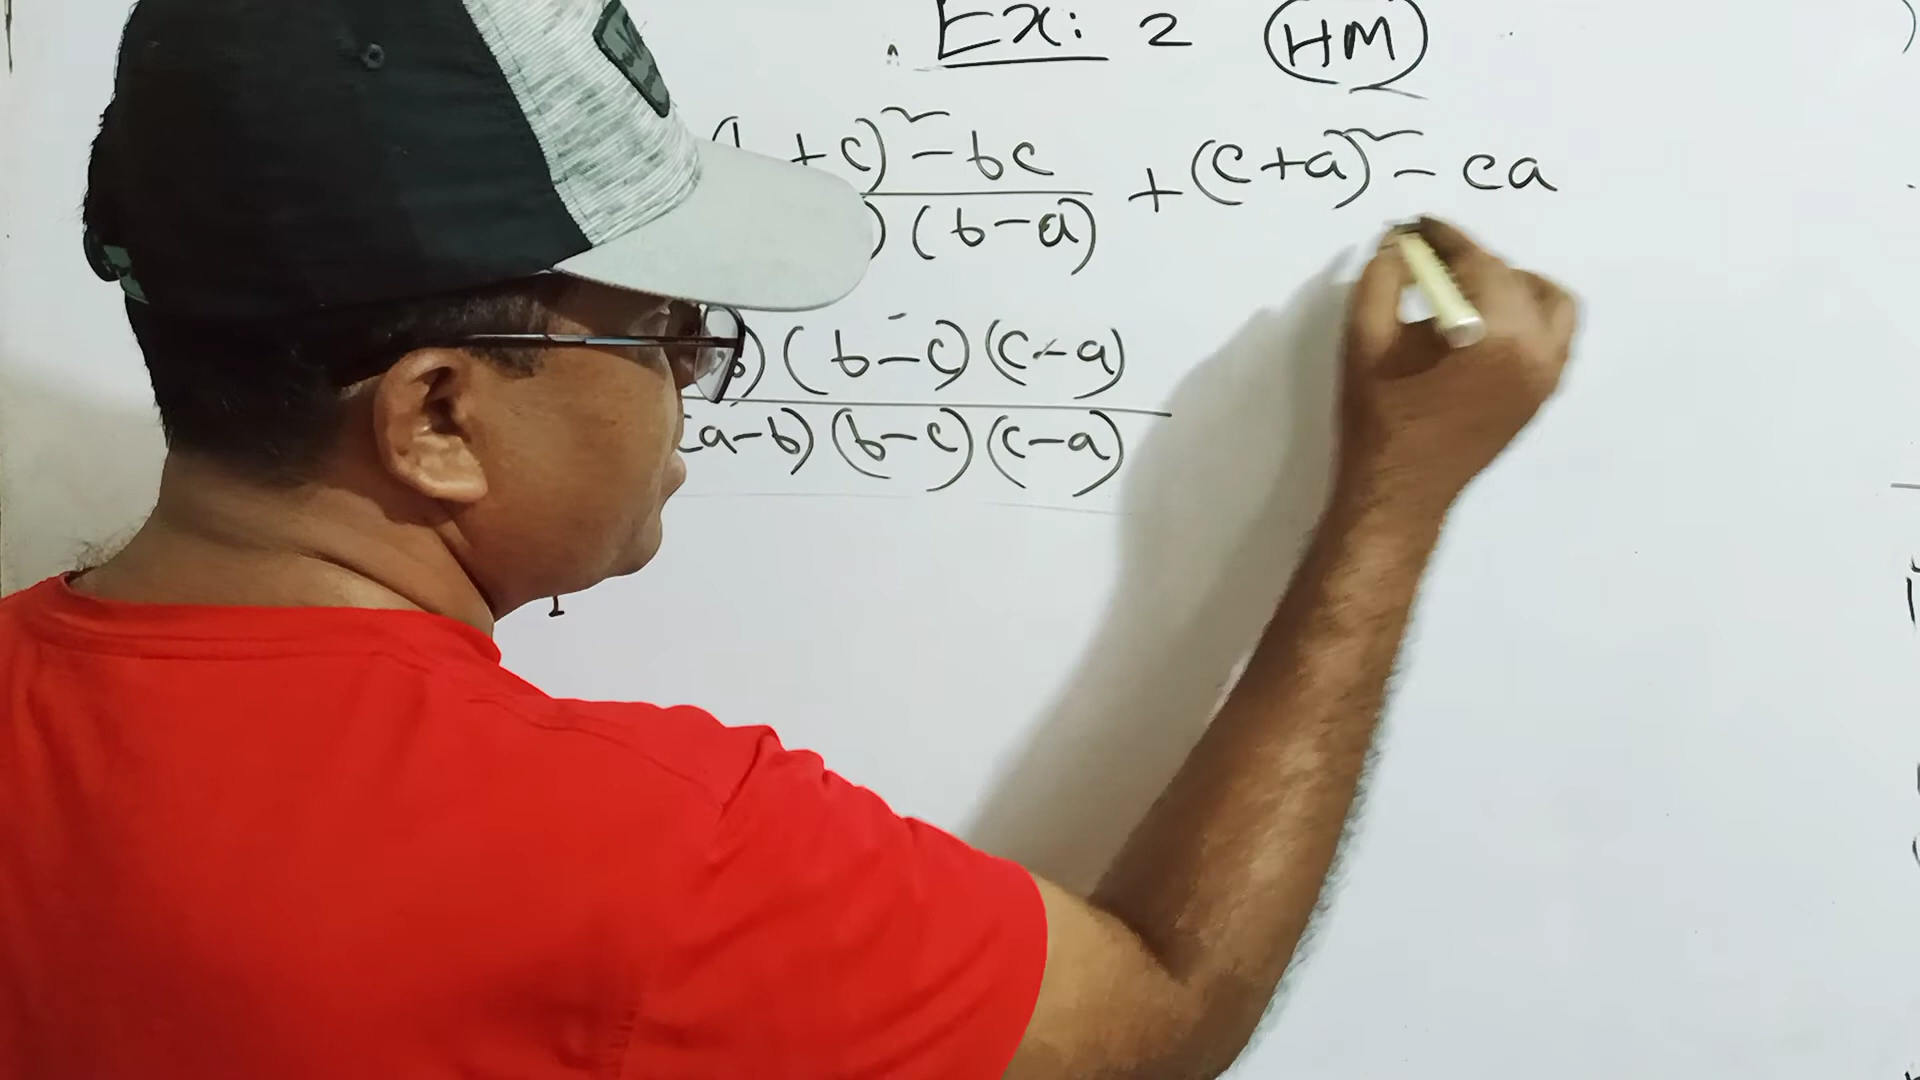 Ex: 2 HM
+c)² - bc + (c+a)² - ca
) (b-a)
) (b-c) (c-a)
(a-b) (b-c) (c-a)